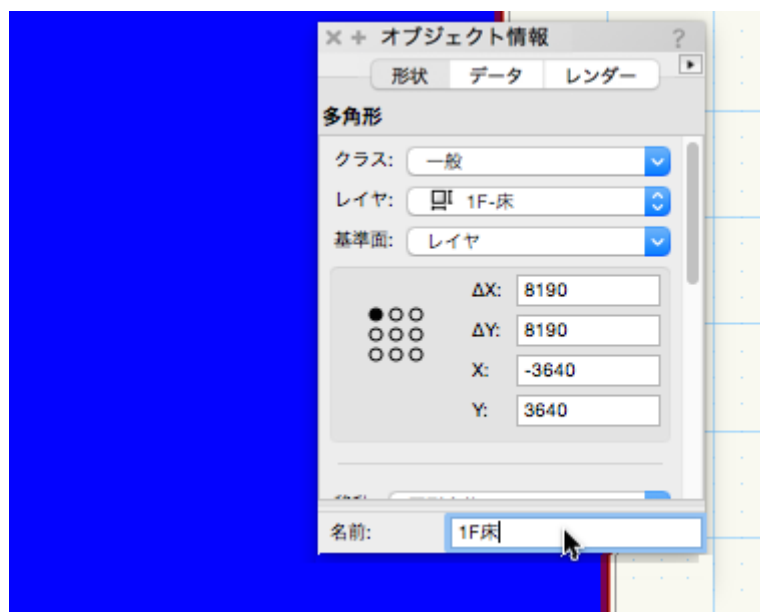 オブジェクト情報 ?
形状 データ レンダー
多角形
クラス: 一般
レイヤ: 1F-床
基準面: レイヤ
ΔX: 8190
ΔY: 8190
X: -3640
Y: 3640
名前: 1F床